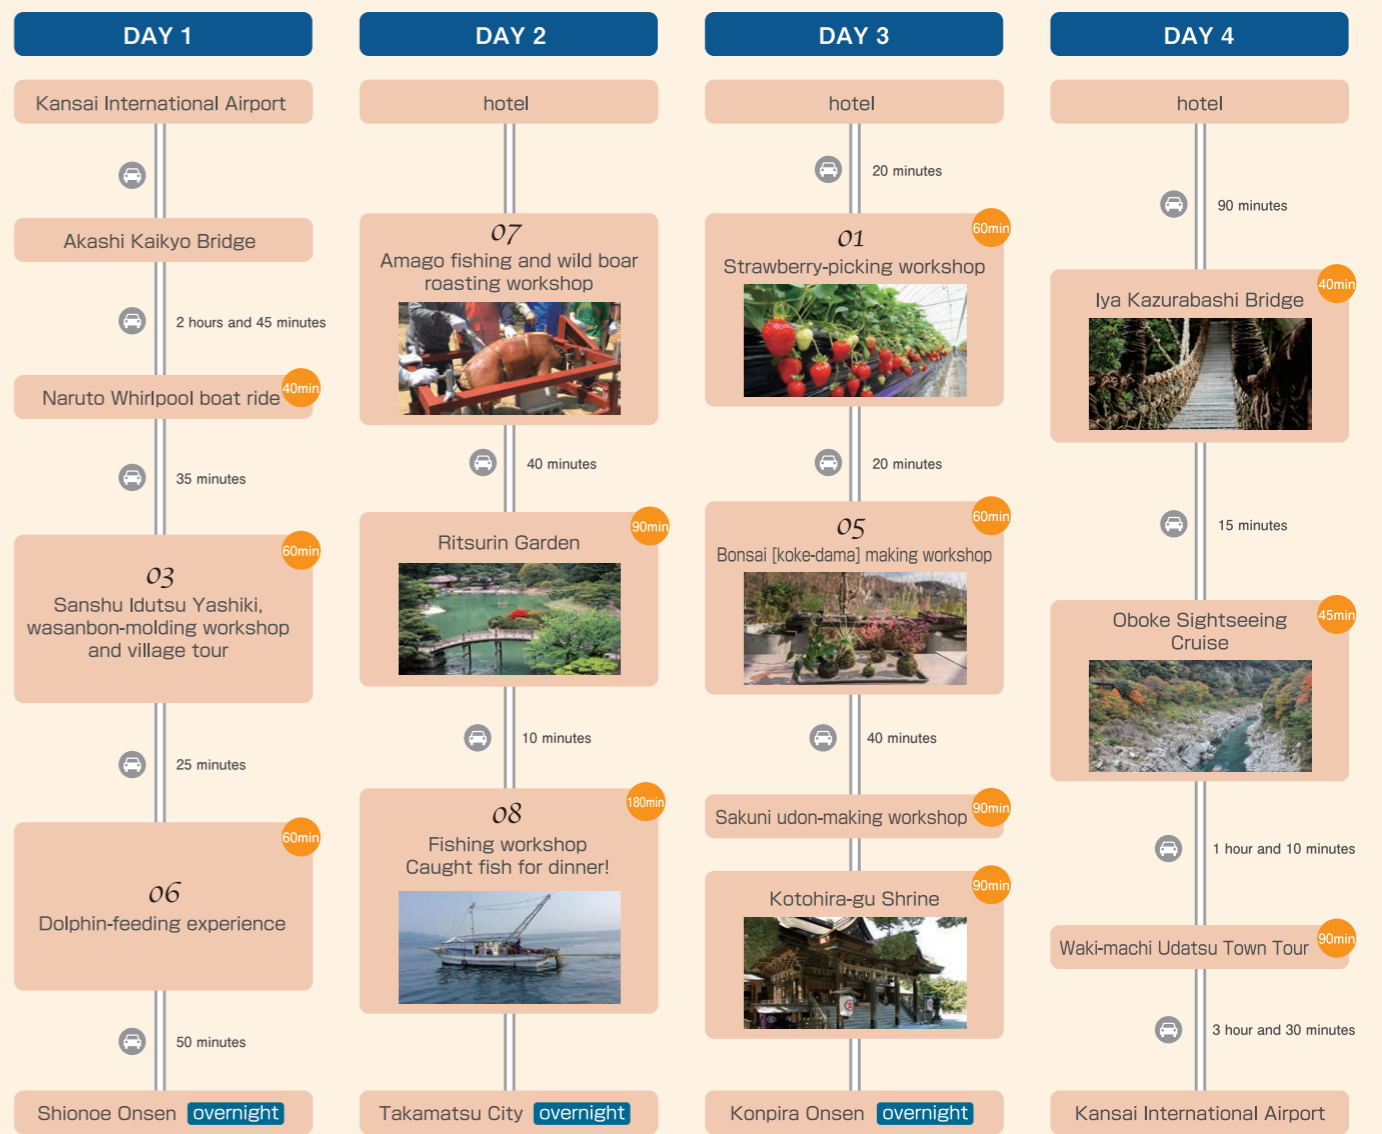 DAY 1
Kansai International Airport
Akashi Kaikyo Bridge
2 hours and 45 minutes
Naruto Whirlpool boat ride
40min
35 minutes
60min
03
Sanshu Idutsu Yashiki,
wasanbon-molding workshop
and village tour
25 minutes
60min
06
Dolphin-feeding experience
50 minutes
Shionoe Onsen overnight
DAY 2
hotel
07
Amago fishing and wild boar
roasting workshop
40 minutes
90min
Ritsurin Garden
10 minutes
180min
08
Fishing workshop
Caught fish for dinner!
Takamatsu City overnight
DAY 3
hotel
20 minutes
60min
01
Strawberry-picking workshop
20 minutes
60min
05
Bonsai [koke-dama] making workshop
40 minutes
Sakuni udon-making workshop
90min
90min
Kotohira-gu Shrine
Konpira Onsen overnight
DAY 4
hotel
90 minutes
40min
Iya Kazurabashi Bridge
15 minutes
45min
Oboke Sightseeing
Cruise
1 hour and 10 minutes
Waki-machi Udatsu Town Tour
90min
3 hour and 30 minutes
Kansai International Airport